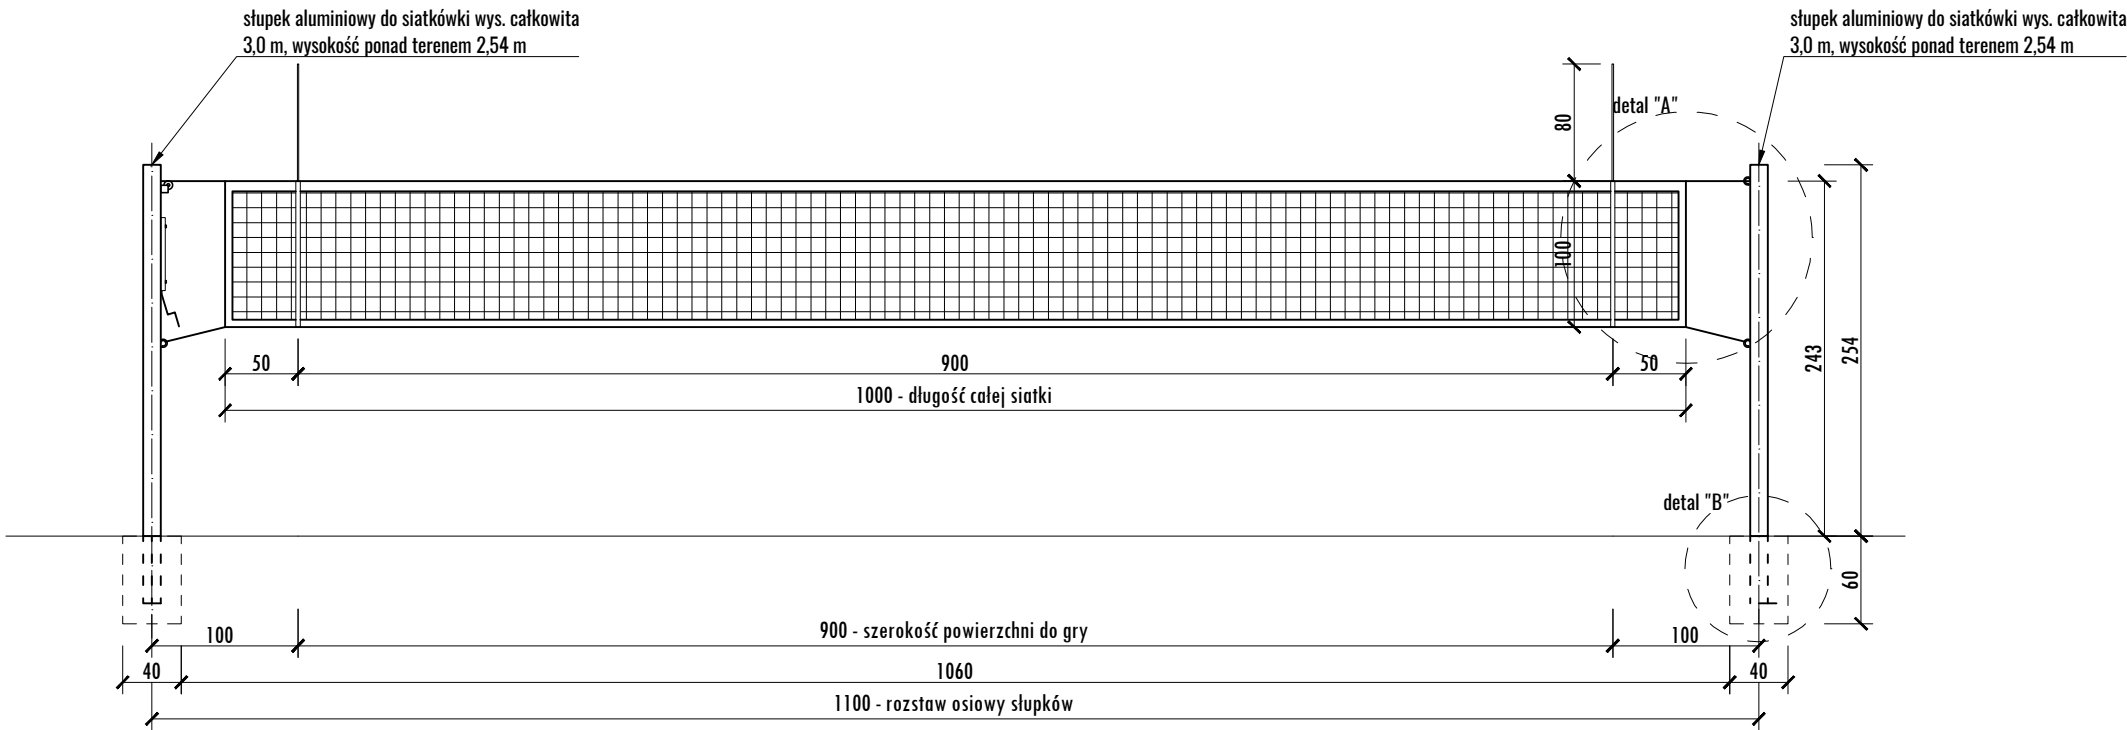 słupek aluminiowy do siatkówki wys. całkowita
3,0 m, wysokość ponad terenem 2,54 m
słupek aluminiowy do siatkówki wys. całkowita
3,0 m, wysokość ponad terenem 2,54 m
detal "A"
80
100
50
900
50
1000 - długość całej siatki
243
254
detal "B"
60
100
900 - szerokość powierzchni do gry
100
40
1060
40
1100 - rozstaw osiowy słupków